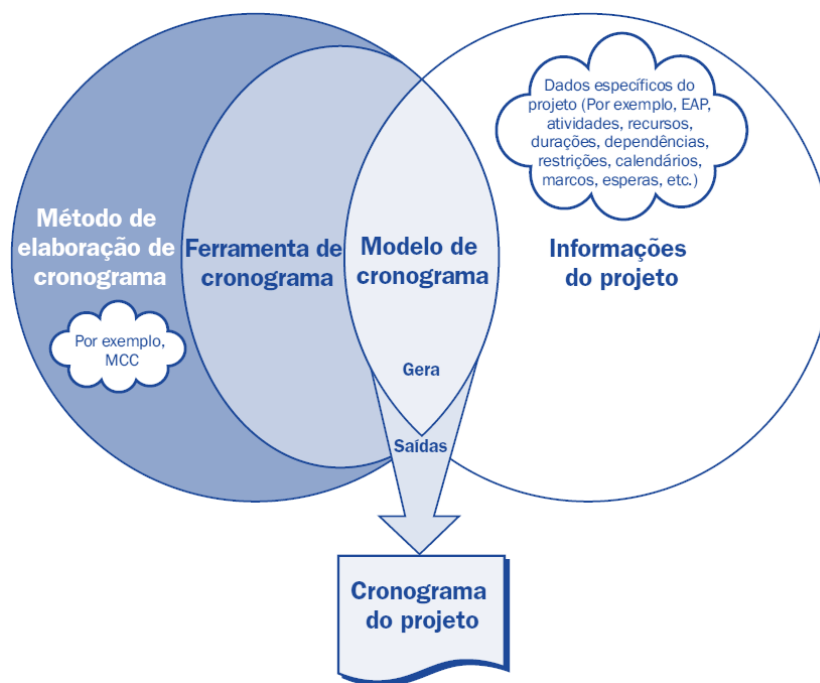 Dados específicos do
projeto (Por exemplo, EAP,
atividades, recursos,
durações, dependências,
restrições, calendários,
marcos, esperas, etc.)
Método de
elaboração de
cronograma
Ferramenta de
cronograma
Modelo de
cronograma
Informações
do projeto
Por exemplo,
MCC
Gera
Saídas
Cronograma
do projeto